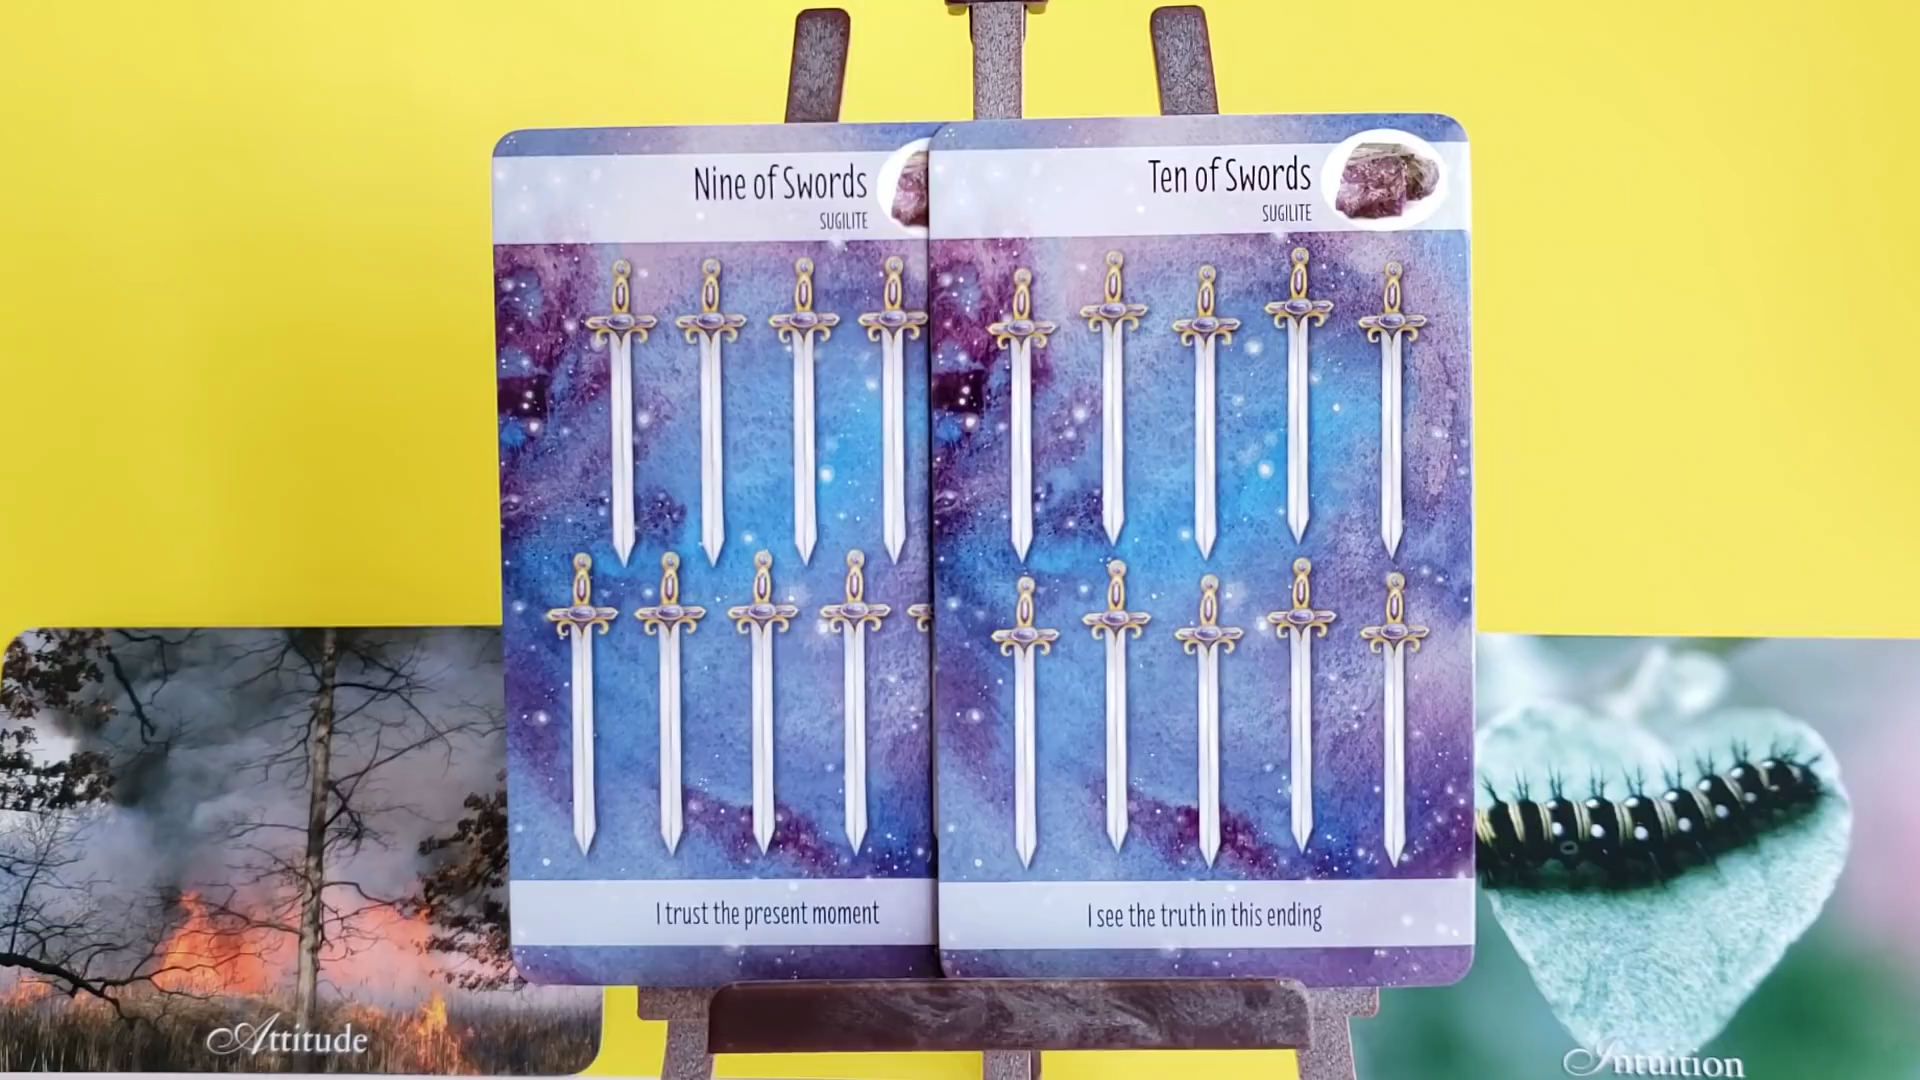 Nine of Swords
SUGILITE
I trust the present moment
Ten of Swords
SUGILITE
I see the truth in this ending
Attitude
Intuition